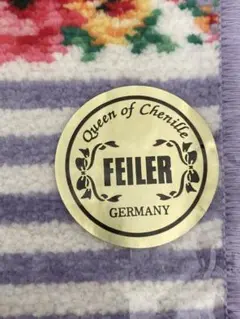 Queen of Chenille
FEILER
GERMANY